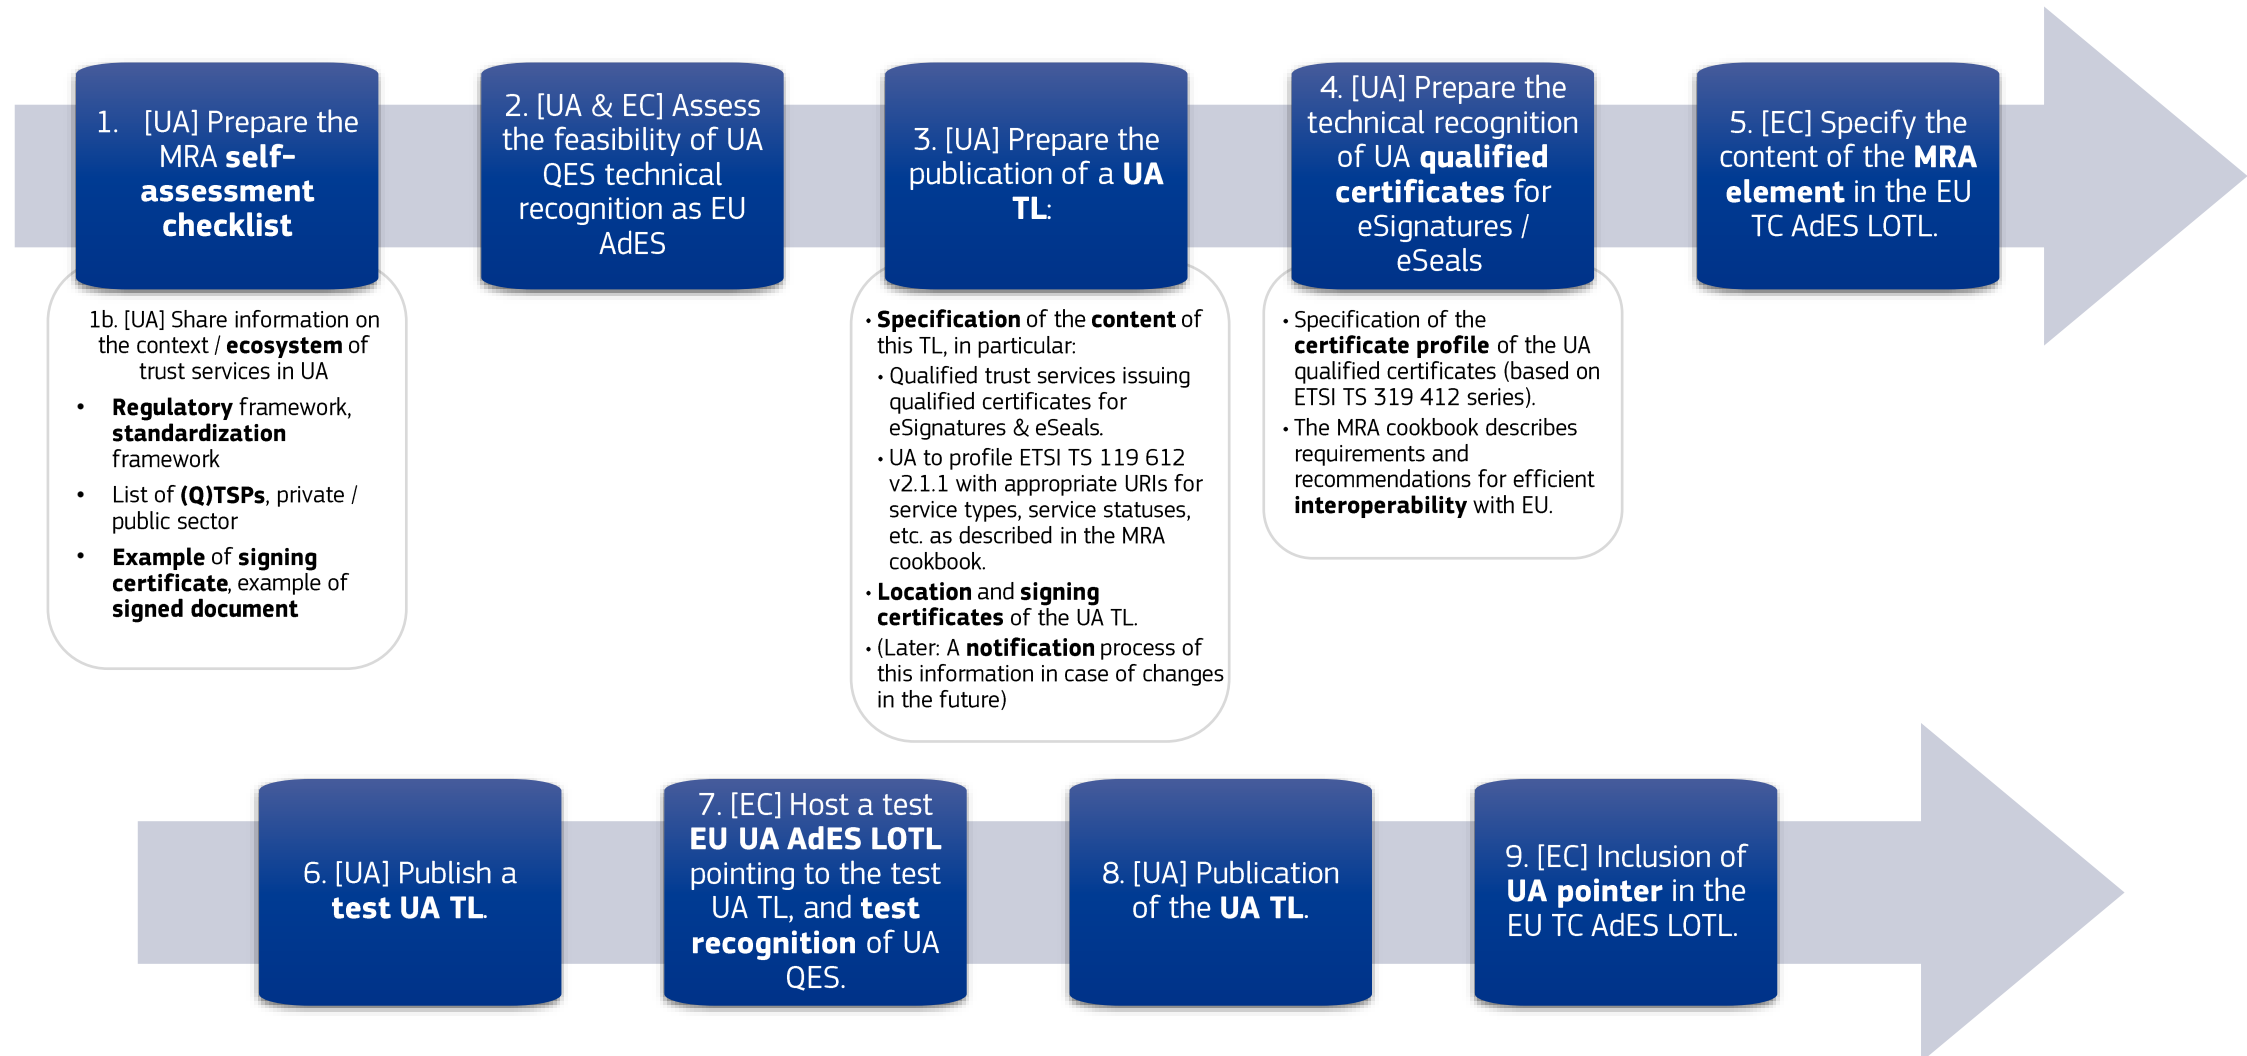 1. [UA] Prepare the
MRA self-
assessment
checklist
1b. [UA] Share information on
the context / ecosystem of
trust services in UA
• Regulatory framework,
standardization
framework
• List of (Q)TSPs, private /
public sector
• Example of signing
certificate, example of
signed document
2. [UA & EC] Assess
the feasibility of UA
QES technical
recognition as EU
AdES
3. [UA] Prepare the
publication of a UA
TL:
• Specification of the content of
this TL, in particular:
• Qualified trust services issuing
qualified certificates for
eSignatures & eSeals.
• UA to profile ETSI TS 119 612
v2.1.1 with appropriate URIs for
service types, service statuses,
etc. as described in the MRA
cookbook.
• Location and signing
certificates of the UA TL.
• (Later: A notification process of
this information in case of changes
in the future)
4. [UA] Prepare the
technical recognition
of UA qualified
certificates for
eSignatures /
eSeals
• Specification of the
certificate profile of the UA
qualified certificates (based on
ETSI TS 319 412 series).
• The MRA cookbook describes
requirements and
recommendations for efficient
interoperability with EU.
5. [EC] Specify the
content of the MRA
element in the EU
TC AdES LOTL.
6. [UA] Publish a
test UA TL.
7. [EC] Host a test
EU UA AdES LOTL
pointing to the test
UA TL, and test
recognition of UA
QES.
8. [UA] Publication
of the UA TL.
9. [EC] Inclusion of
UA pointer in the
EU TC AdES LOTL.